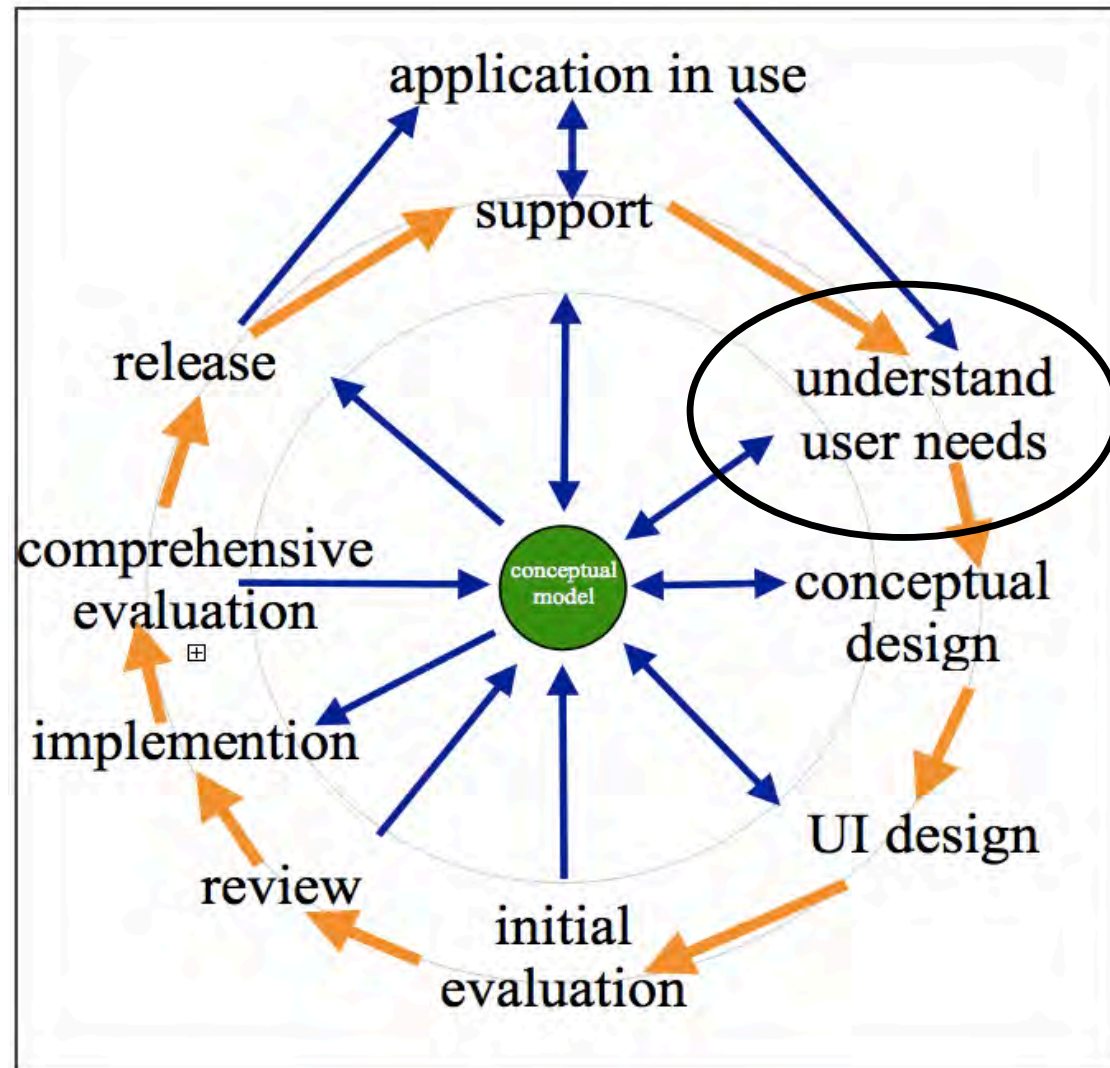 application in use
support
release
understand
user needs
comprehensive
evaluation
conceptual
model
conceptual
design
implemention
UI design
review
initial
evaluation